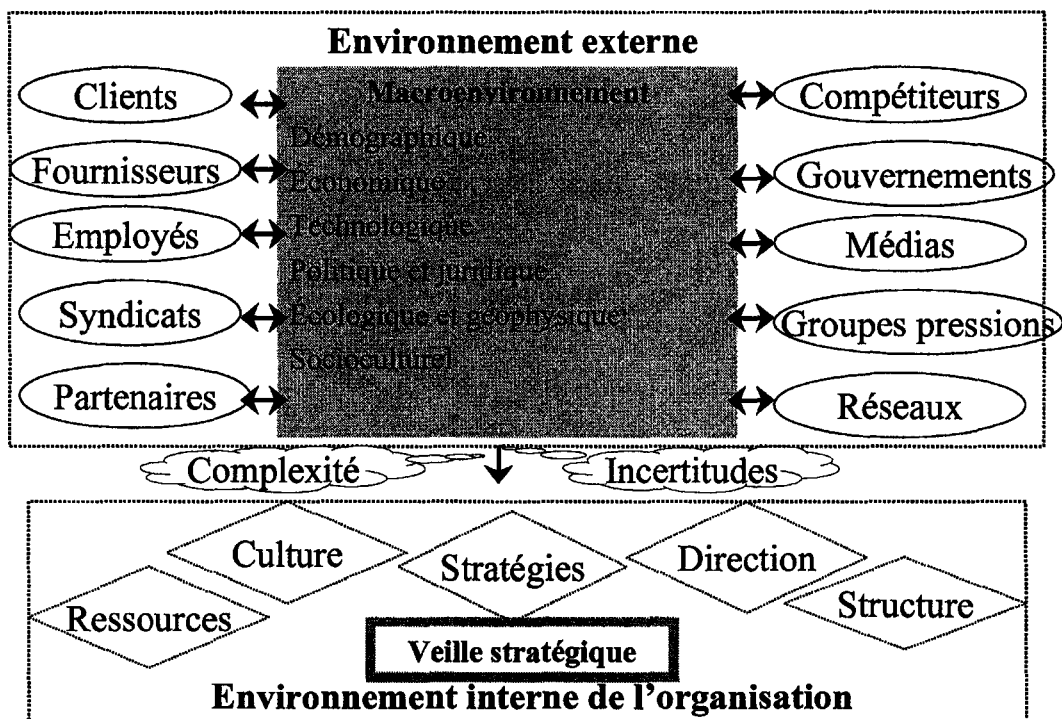 Environnement externe
Clients
Fournisseurs
Employés
Syndicats
Partenaires
Macroenvironnement
Démographique
Économique
Technologique
Politique et juridique
Écologique et géophysique
Socioculturel
Compétiteurs
Gouvernements
Médias
Groupes pressions
Réseaux
Complexité
Incertitudes
Culture
Stratégies
Direction
Ressources
Structure
Veille stratégique
Environnement interne de l'organisation